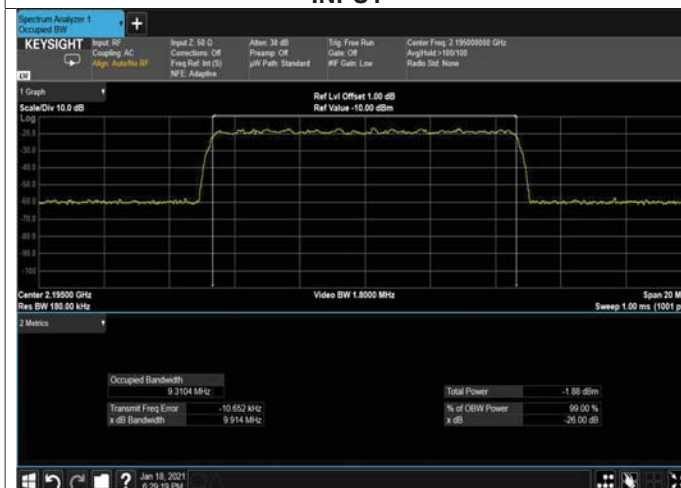 INPUT
Spectrum Analyzer 1
Occupied BW
KEYSIGHT
Input: RF
Coupling: AC
Align: Auto/No RF
Input Z: 50 Ω
Corrections: Off
Freq Ref: Int (S)
NFE: Adaptive
Atten: 30 dB
Preamp: Off
µW Path: Standard
Trig: Free Run
Gate: Off
#IF Gain: Low
Center Freq: 2.195000000 GHz
Avg|Hold:>100/100
Radio Std: None
LXI
1 Graph
Scale/Div 10.0 dB
Ref Lvl Offset 1.00 dB
Ref Value -10.00 dBm
Log
-20.0
-30.0
-40.0
-50.0
-60.0
-70.0
-80.0
-90.0
-100
Center 2.19500 GHz
Res BW 180.00 kHz
Video BW 1.8000 MHz
Span 20 M
Sweep 1.00 ms (1001 p
2 Metrics
Occupied Bandwidth
9.3104 MHz
Transmit Freq Error -10.652 kHz
x dB Bandwidth 9.914 MHz
Total Power -1.88 dBm
% of OBW Power 99.00 %
x dB -26.00 dB
Jan 18, 2021
6:29:19 PM